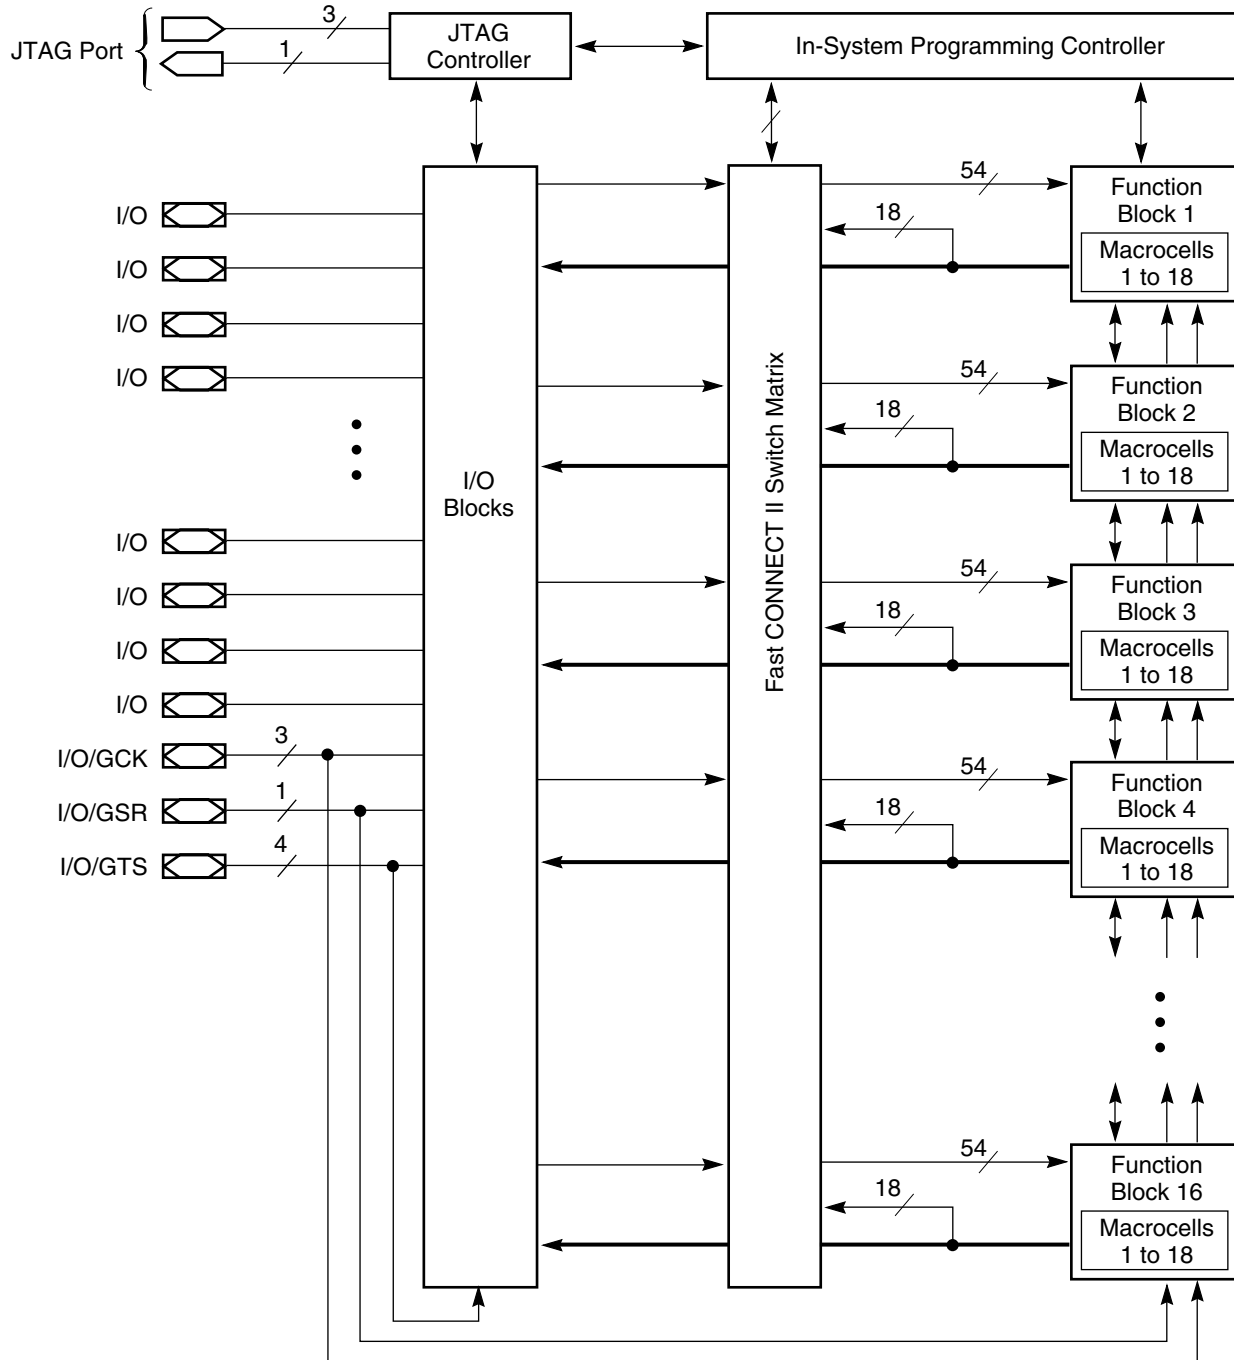 JTAG Port
3
1
JTAG
Controller
In-System Programming Controller
I/O
I/O
I/O
I/O
I/O
I/O
I/O
I/O
I/O/GCK
3
I/O/GSR
1
I/O/GTS
4
I/O
Blocks
Fast CONNECT II Switch Matrix
54
18
Function
Block 1
Macrocells
1 to 18
54
18
Function
Block 2
Macrocells
1 to 18
54
18
Function
Block 3
Macrocells
1 to 18
54
18
Function
Block 4
Macrocells
1 to 18
54
18
Function
Block 16
Macrocells
1 to 18